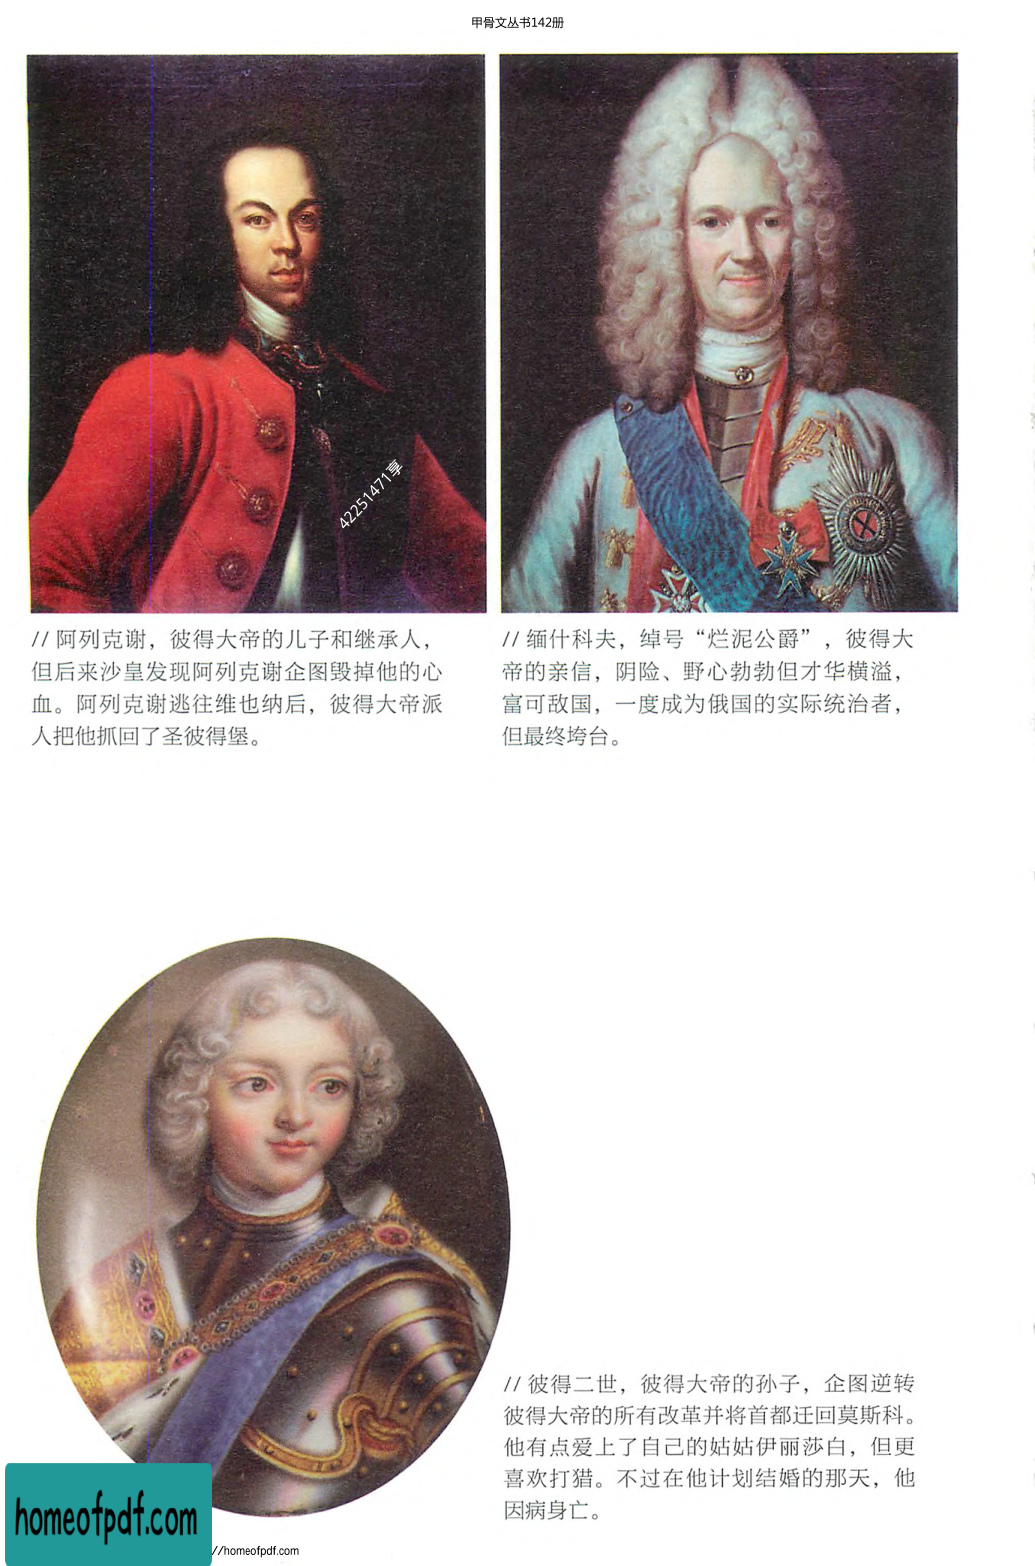 甲骨文丛书142册
42251471享
// 阿列克谢，彼得大帝的儿子和继承人，
但后来沙皇发现阿列克谢企图毁掉他的心
血。阿列克谢逃往维也纳后，彼得大帝派
人把他抓回了圣彼得堡。
// 缅什科夫，绰号“烂泥公爵”，彼得大
帝的亲信，阴险、野心勃勃但才华横溢，
富可敌国，一度成为俄国的实际统治者，
但最终垮台。
// 彼得二世，彼得大帝的孙子，企图逆转
彼得大帝的所有改革并将首都迁回莫斯科。
他有点爱上了自己的姑姑伊丽莎白，但更
喜欢打猎。不过在他计划结婚的那天，他
因病身亡。
homeofpdf.com
//homeofpdf.com